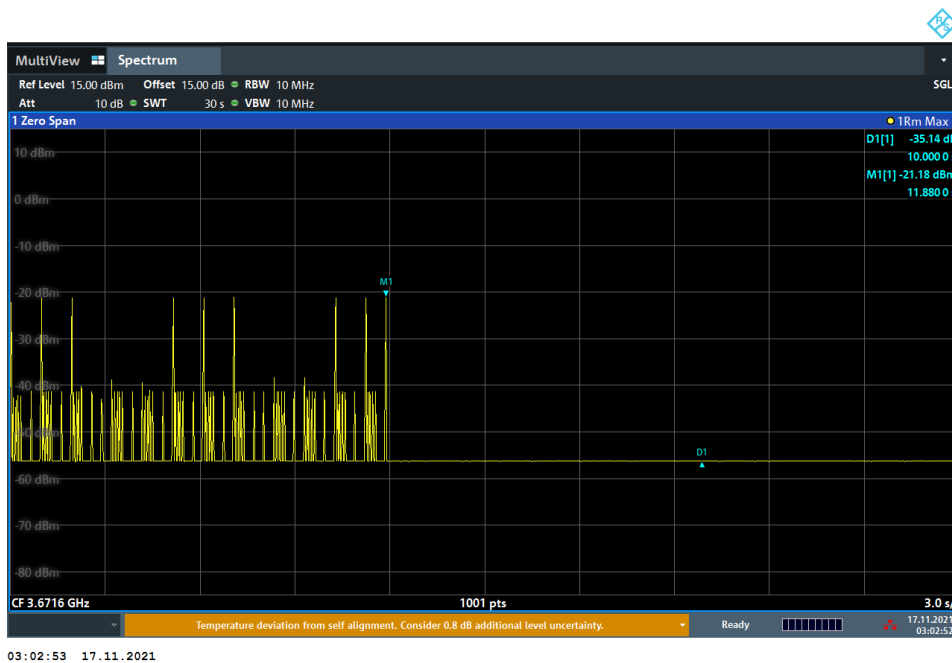 R&S
MultiView Spectrum
Ref Level 15.00 dBm Offset 15.00 dB RBW 10 MHz SGL
Att 10 dB SWT 30 s VBW 10 MHz
1 Zero Span 1Rm Max
D1[1] -35.14 dB
10.000 0
M1[1] -21.18 dBm
11.880 0
10 dBm
0 dBm
-10 dBm
M1
-20 dBm
-30 dBm
-40 dBm
-50 dBm
D1
-60 dBm
-70 dBm
-80 dBm
CF 3.6716 GHz 1001 pts 3.0 s/
Temperature deviation from self alignment. Consider 0.8 dB additional level uncertainty. Ready 17.11.2021
03:02:52
03:02:53 17.11.2021